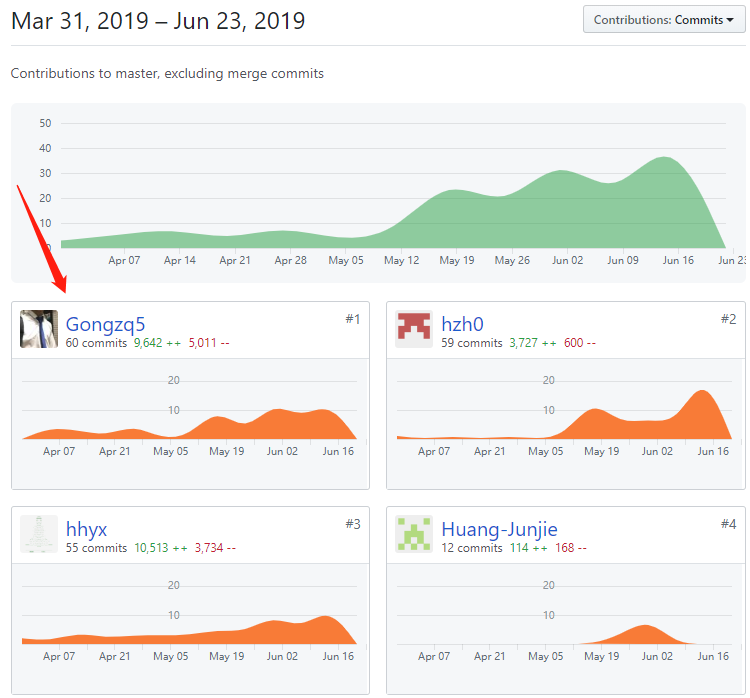 Mar 31, 2019 – Jun 23, 2019
Contributions: Commits
Contributions to master, excluding merge commits
50
40
30
20
10
0
Apr 07 Apr 14 Apr 21 Apr 28 May 05 May 12 May 19 May 26 Jun 02 Jun 09 Jun 16 Jun 23
Gongzq5 #1
60 commits 9,642 ++ 5,011 --
20
10
Apr 07 Apr 21 May 05 May 19 Jun 02 Jun 16
hzh0 #2
59 commits 3,727 ++ 600 --
20
10
Apr 07 Apr 21 May 05 May 19 Jun 02 Jun 16
hhyx #3
55 commits 10,513 ++ 3,734 --
20
10
Apr 07 Apr 21 May 05 May 19 Jun 02 Jun 16
Huang-Junjie #4
12 commits 114 ++ 168 --
20
10
Apr 07 Apr 21 May 05 May 19 Jun 02 Jun 16